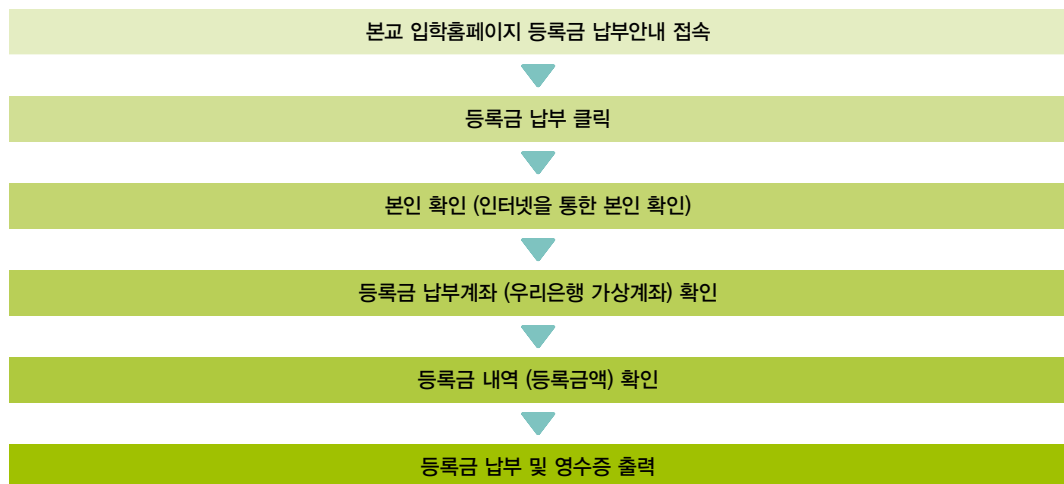 본교 입학홈페이지 등록금 납부안내 접속
등록금 납부 클릭
본인 확인 (인터넷을 통한 본인 확인)
등록금 납부계좌 (우리은행 가상계좌) 확인
등록금 내역 (등록금액) 확인
등록금 납부 및 영수증 출력